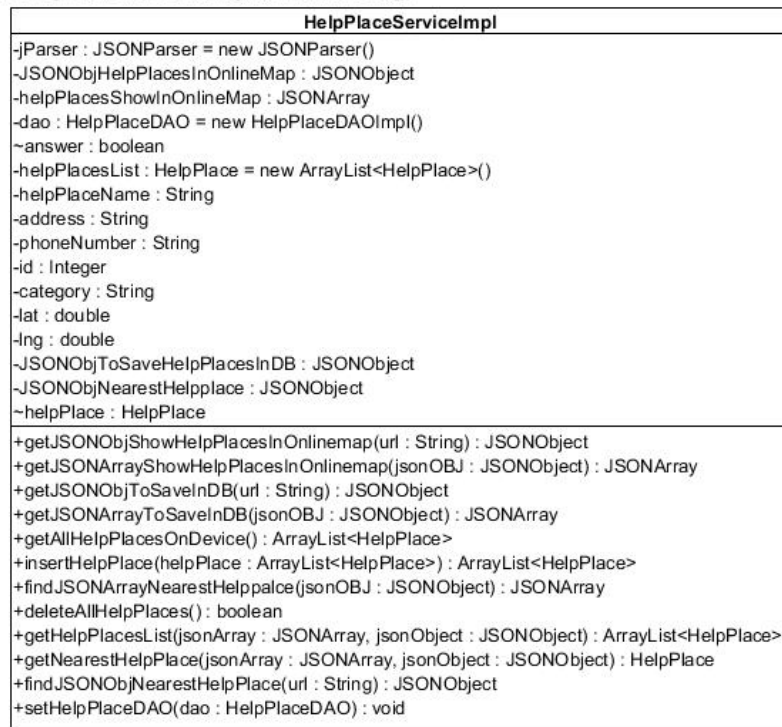 HelpPlaceServiceImpl
-jParser : JSONParser = new JSONParser()
-JSONObjHelpPlacesInOnlineMap : JSONObject
-helpPlacesShowInOnlineMap : JSONArray
-dao : HelpPlaceDAO = new HelpPlaceDAOImpl()
~answer : boolean
-helpPlacesList : HelpPlace = new ArrayList<HelpPlace>()
-helpPlaceName : String
-address : String
-phoneNumber : String
-id : Integer
-category : String
-lat : double
-lng : double
-JSONObjToSaveHelpPlacesInDB : JSONObject
-JSONObjNearestHelpplace : JSONObject
~helpPlace : HelpPlace
+getJSONObjShowHelpPlacesInOnlinemap(url : String) : JSONObject
+getJSONArrayShowHelpPlacesInOnlinemap(jsonOBJ : JSONObject) : JSONArray
+getJSONObjToSaveInDB(url : String) : JSONObject
+getJSONArrayToSaveInDB(jsonOBJ : JSONObject) : JSONArray
+getAllHelpPlacesOnDevice() : ArrayList<HelpPlace>
+insertHelpPlace(helpPlace : ArrayList<HelpPlace>) : ArrayList<HelpPlace>
+findJSONArrayNearestHelppalce(jsonOBJ : JSONObject) : JSONArray
+deleteAllHelpPlaces() : boolean
+getHelpPlacesList(jsonArray : JSONArray, jsonObject : JSONObject) : ArrayList<HelpPlace>
+getNearestHelpPlace(jsonArray : JSONArray, jsonObject : JSONObject) : HelpPlace
+findJSONObjNearestHelpPlace(url : String) : JSONObject
+setHelpPlaceDAO(dao : HelpPlaceDAO) : void